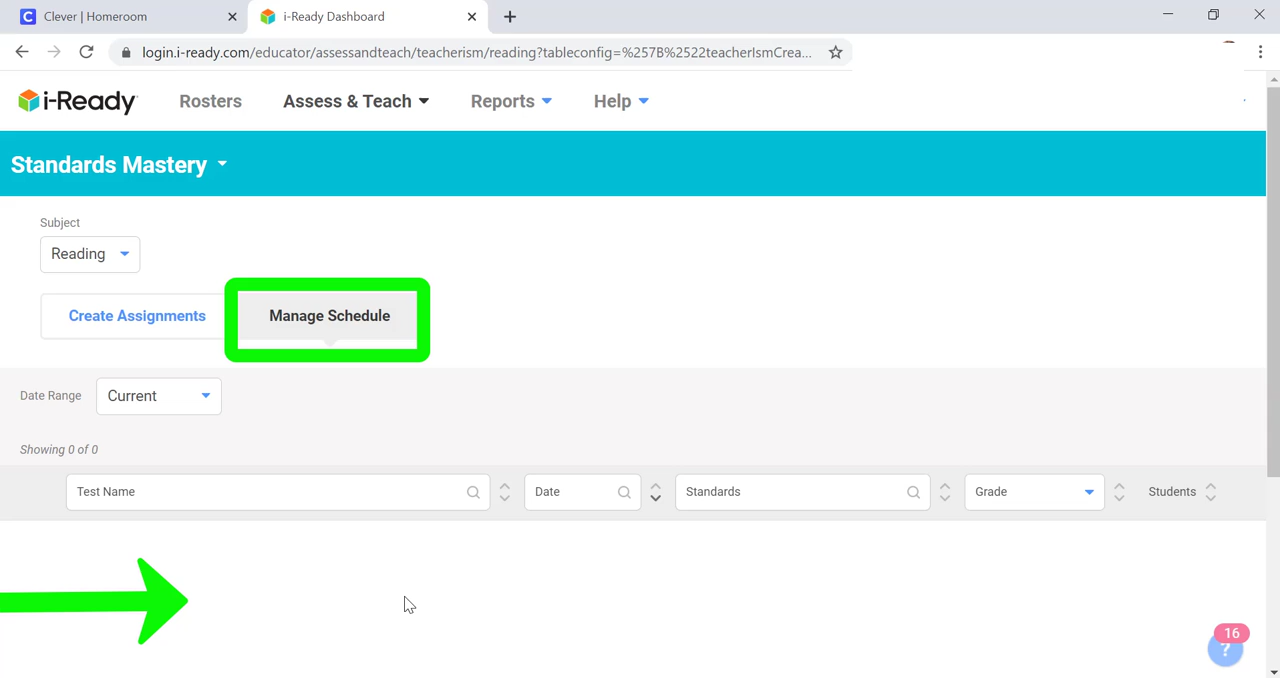 Clever | Homeroom
i-Ready Dashboard
login.i-ready.com/educator/assessandteach/teacherism/reading?tableconfig=%257B%2522teacherIsmCrea...
i-Ready Rosters Assess & Teach Reports Help
Standards Mastery
Subject
Reading
Create Assignments Manage Schedule
Date Range Current
Showing 0 of 0
Test Name Date Standards Grade Students
16
?